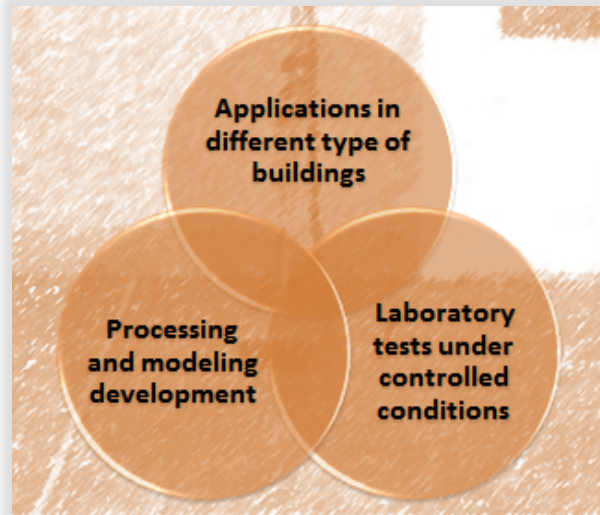 Applications in
different type of
buildings
Processing
and modeling
development
Laboratory
tests under
controlled
conditions